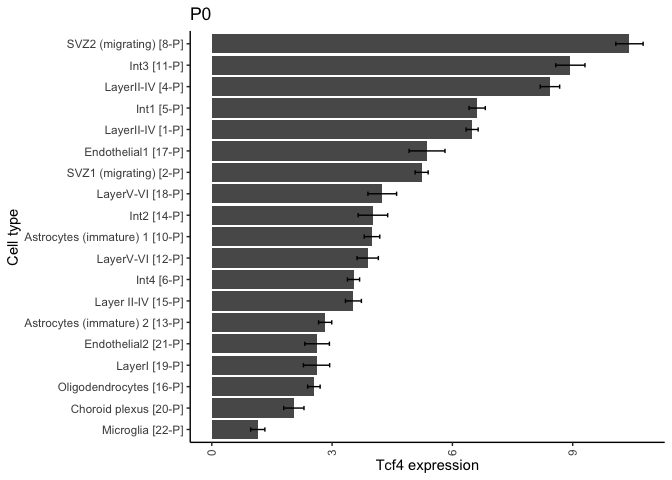 P0
Cell type
SVZ2 (migrating) [8-P]
Int3 [11-P]
LayerII-IV [4-P]
Int1 [5-P]
LayerII-IV [1-P]
Endothelial1 [17-P]
SVZ1 (migrating) [2-P]
LayerV-VI [18-P]
Int2 [14-P]
Astrocytes (immature) 1 [10-P]
LayerV-VI [12-P]
Int4 [6-P]
Layer II-IV [15-P]
Astrocytes (immature) 2 [13-P]
Endothelial2 [21-P]
LayerI [19-P]
Oligodendrocytes [16-P]
Choroid plexus [20-P]
Microglia [22-P]
0 3 6 9
Tcf4 expression